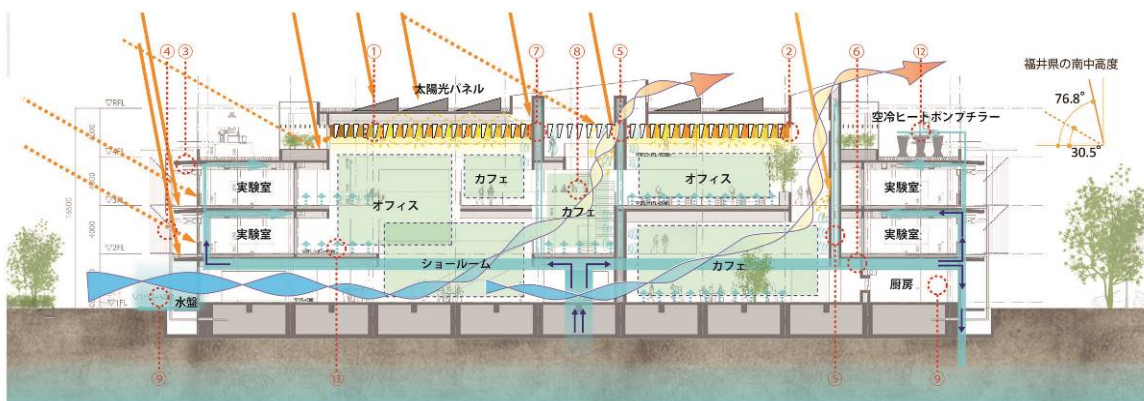 ④ ③ ① ⑦ ⑧ ⑤ ② ⑥ ⑫
福井県の南中高度
76.8°
30.5°
太陽光パネル
空冷ヒートポンプチラー
▽RFL
実験室
オフィス
カフェ
カフェ
オフィス
実験室
▽3FL
実験室
実験室
16500
4000
▽2FL
ショールーム
カフェ
厨房
▽1FL
水盤
⑨ ⑬ ⑤ ⑨